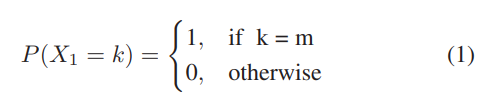 P(X₁ = k) = { 1, if k = m
0, otherwise (1)